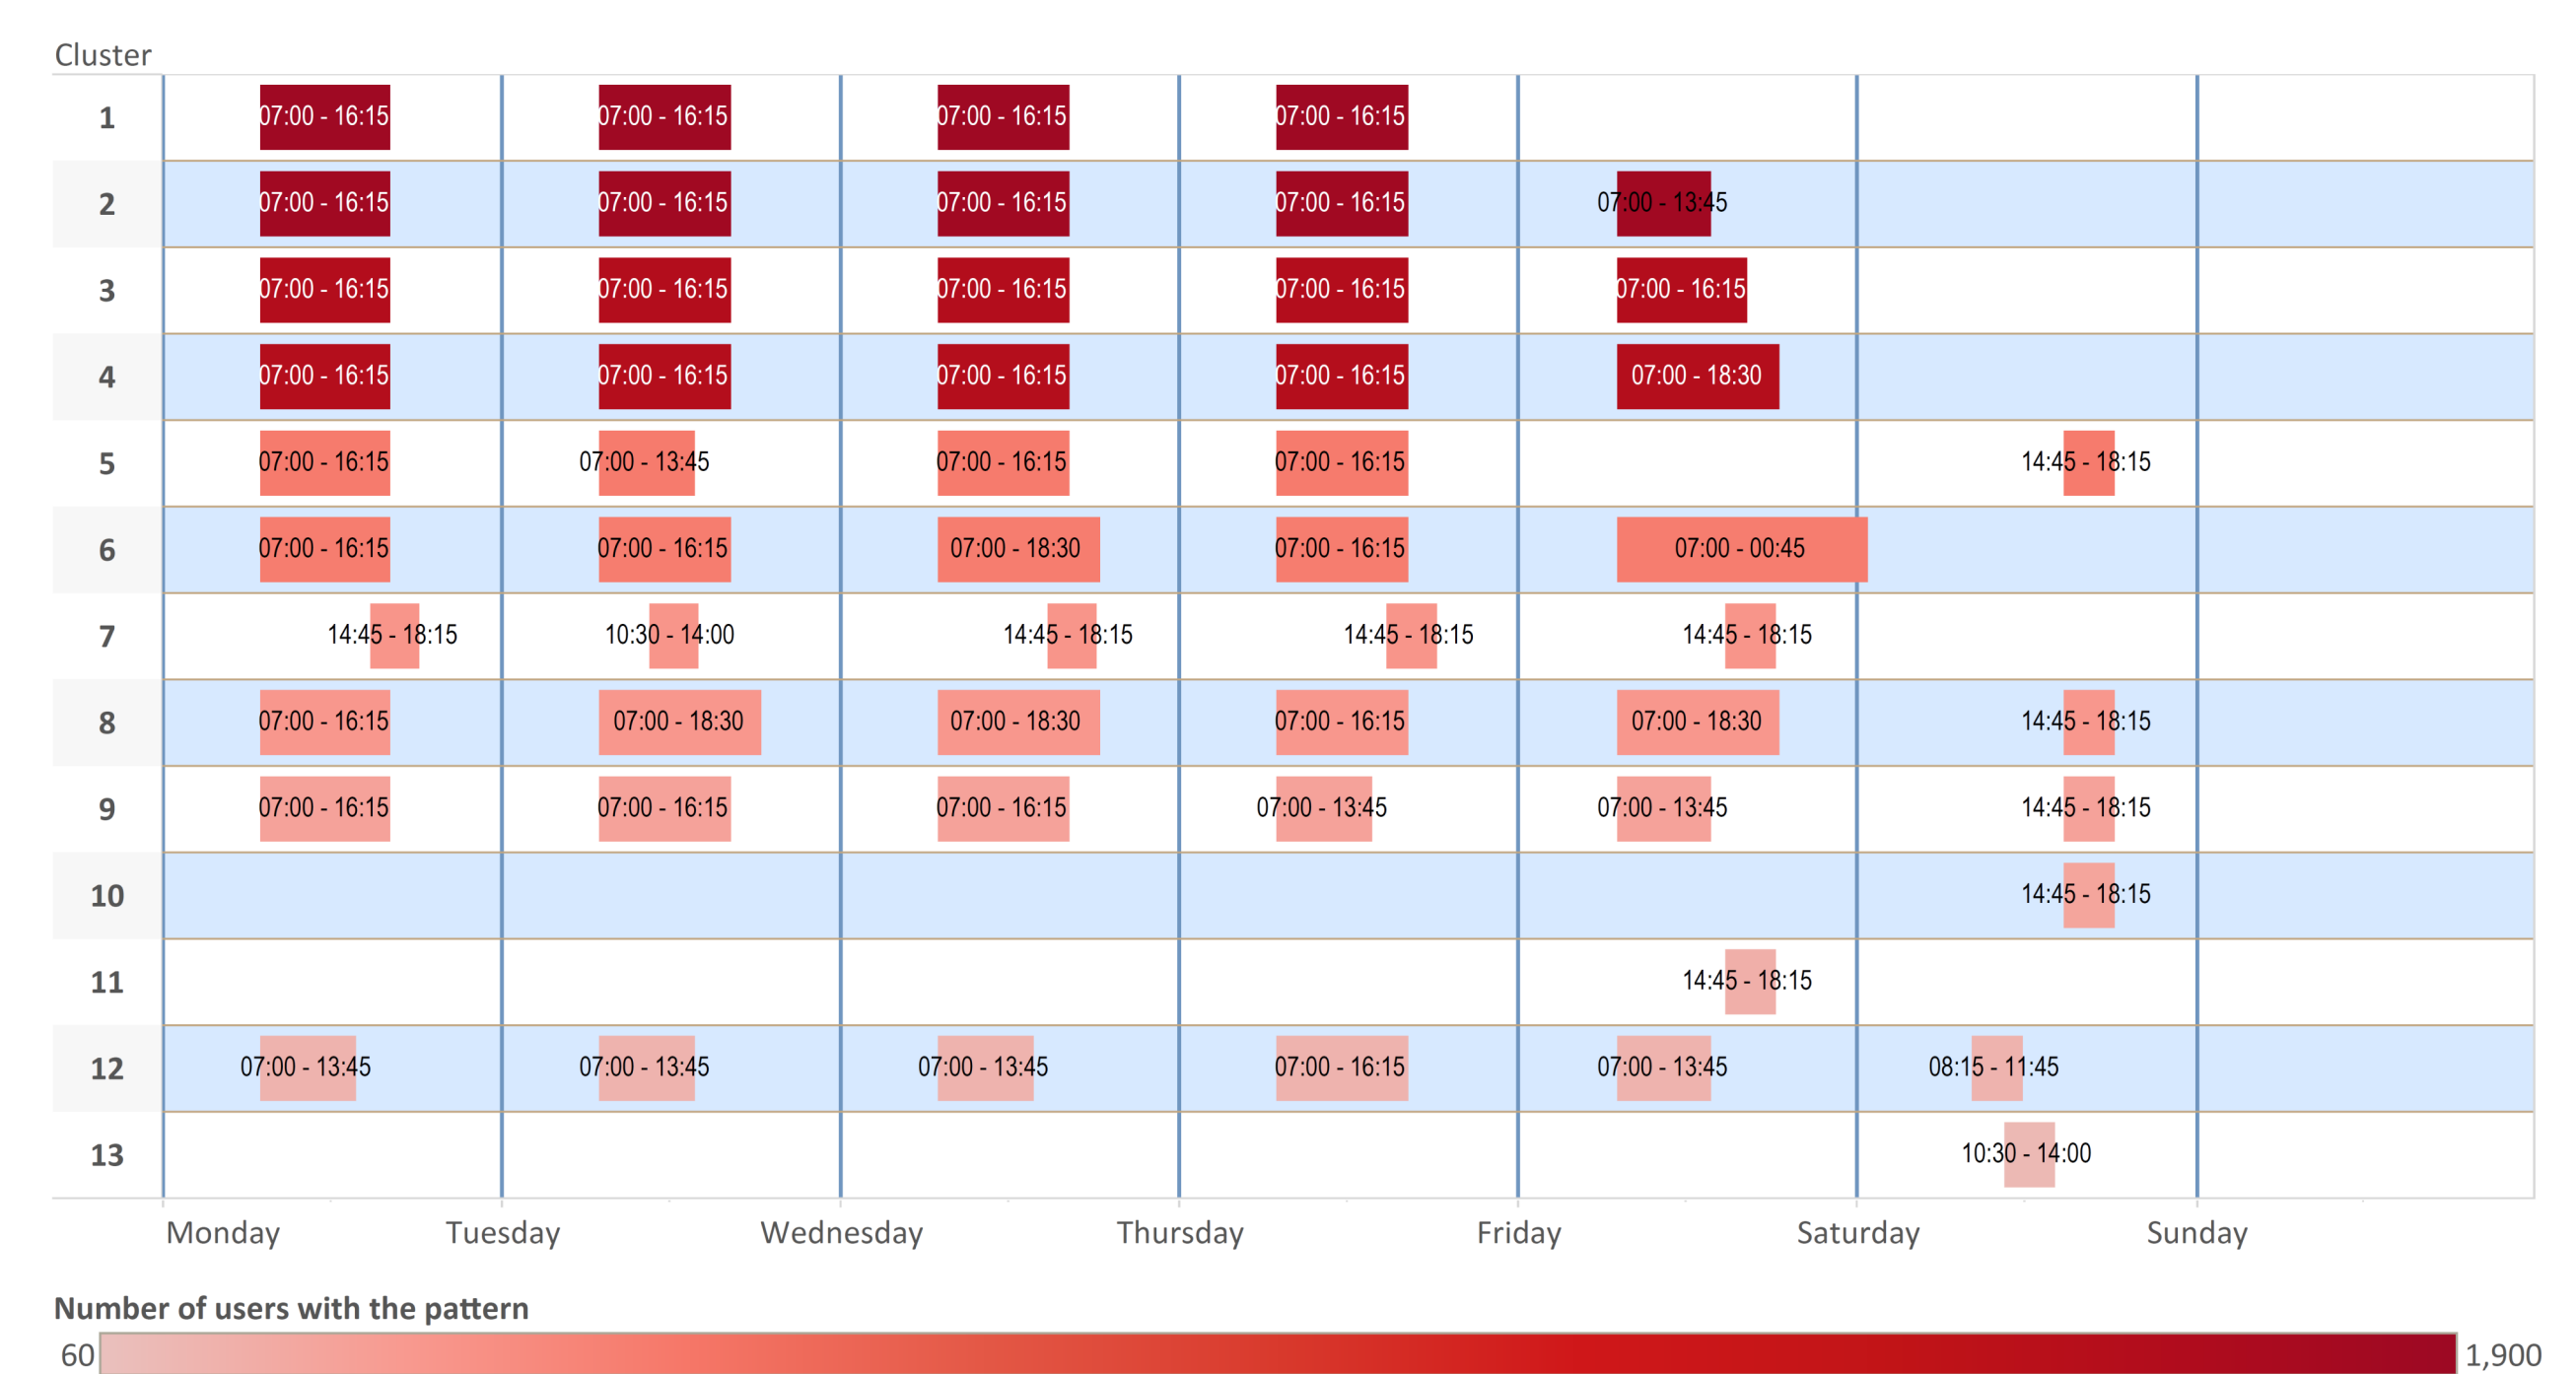 Cluster
1 07:00 - 16:15 07:00 - 16:15 07:00 - 16:15 07:00 - 16:15
2 07:00 - 16:15 07:00 - 16:15 07:00 - 16:15 07:00 - 16:15 07:00 - 13:45
3 07:00 - 16:15 07:00 - 16:15 07:00 - 16:15 07:00 - 16:15 07:00 - 16:15
4 07:00 - 16:15 07:00 - 16:15 07:00 - 16:15 07:00 - 16:15 07:00 - 18:30
5 07:00 - 16:15 07:00 - 13:45 07:00 - 16:15 07:00 - 16:15 14:45 - 18:15
6 07:00 - 16:15 07:00 - 16:15 07:00 - 18:30 07:00 - 16:15 07:00 - 00:45
7 14:45 - 18:15 10:30 - 14:00 14:45 - 18:15 14:45 - 18:15 14:45 - 18:15
8 07:00 - 16:15 07:00 - 18:30 07:00 - 18:30 07:00 - 16:15 07:00 - 18:30 14:45 - 18:15
9 07:00 - 16:15 07:00 - 16:15 07:00 - 16:15 07:00 - 13:45 07:00 - 13:45 14:45 - 18:15
10 14:45 - 18:15
11 14:45 - 18:15
12 07:00 - 13:45 07:00 - 13:45 07:00 - 13:45 07:00 - 16:15 07:00 - 13:45 08:15 - 11:45
13 10:30 - 14:00
Monday Tuesday Wednesday Thursday Friday Saturday Sunday
Number of users with the pattern
60 1,900